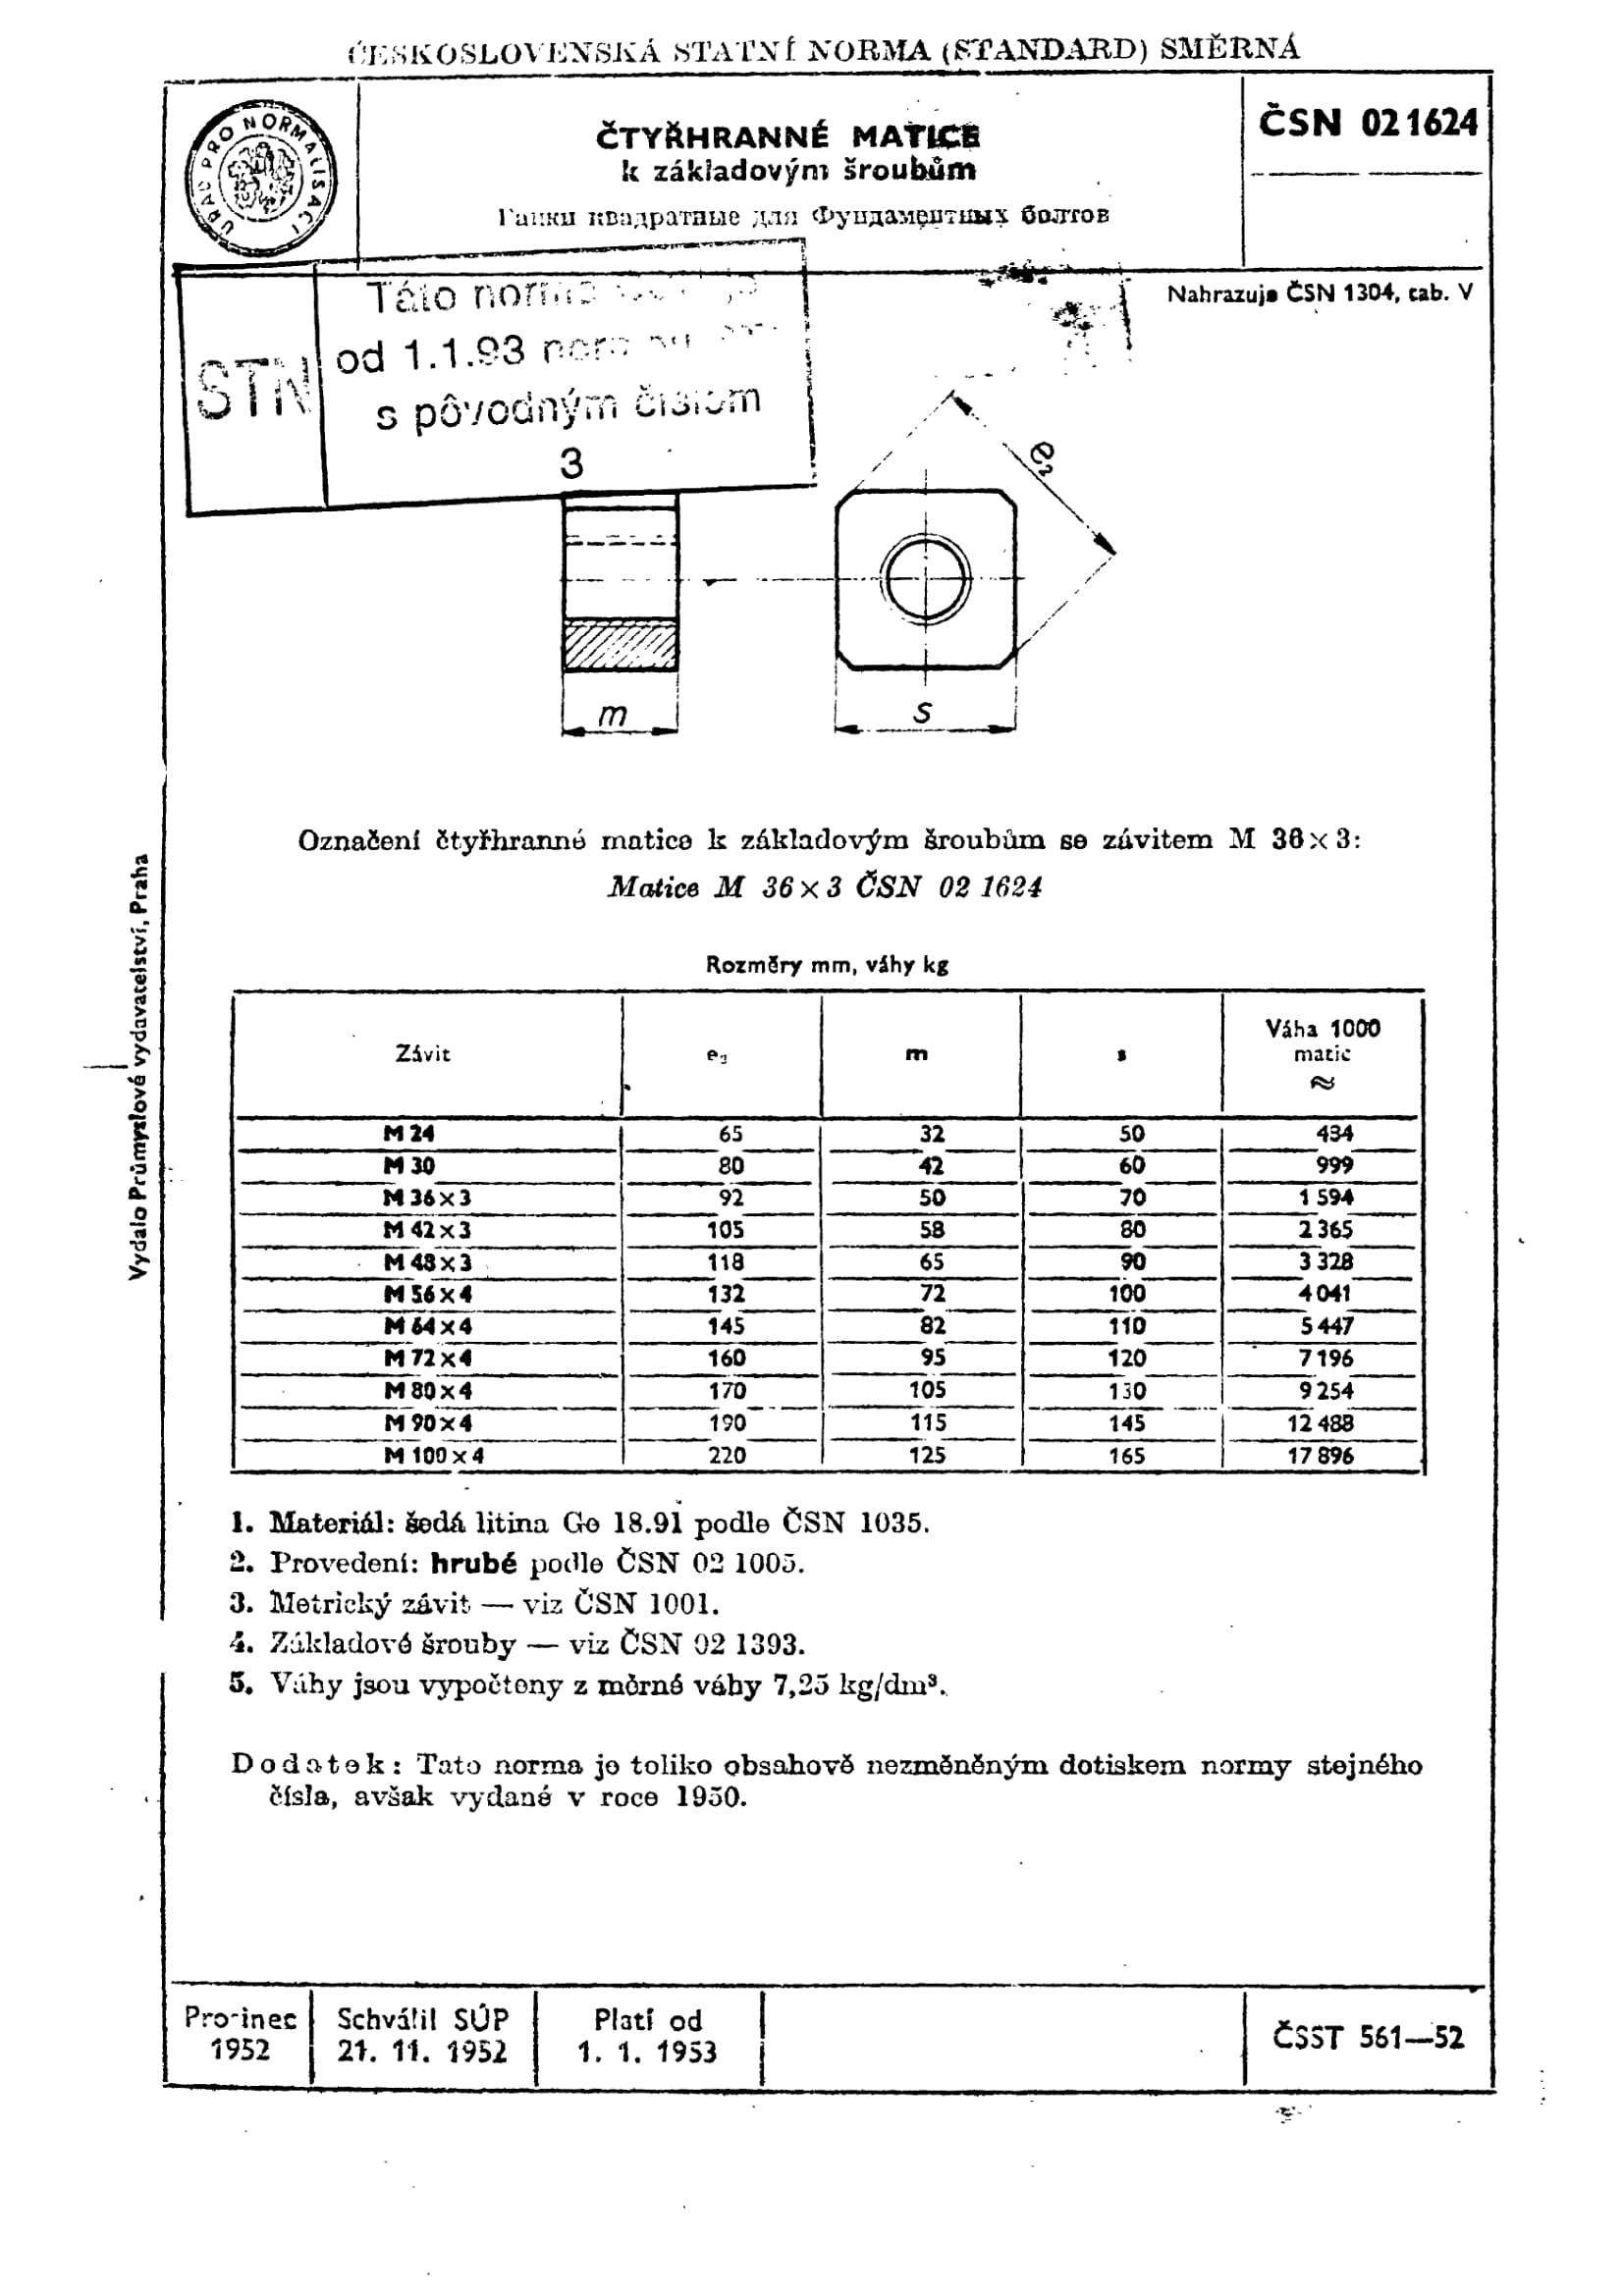 ČESKOSLOVENSKÁ STATNÍ NORMA (STANDARD) SMĚRNÁ
ÚŘAD PRO NORMALISACI
ČTYŘHRANNÉ MATICE
k základovým šroubům
Гайки квадратные для Фундаментных болтов
ČSN 02 1624
Nahrazuje ČSN 1304, tab. V
STN
Táto norma
od 1.1.93
s pôvodným číslom
3
e₂
m
s
Označení čtyřhranné matice k základovým šroubům se závitem M 36×3:
Matice M 36×3 ČSN 02 1624
Rozměry mm, váhy kg
Závit e₂ m s Váha 1000 matic ≈
M 24 65 32 50 434
M 30 80 42 60 999
M 36×3 92 50 70 1 594
M 42×3 105 58 80 2 365
M 48×3 118 65 90 3 328
M 56×4 132 72 100 4 041
M 64×4 145 82 110 5 447
M 72×4 160 95 120 7 196
M 80×4 170 105 130 9 254
M 90×4 190 115 145 12 488
M 100×4 220 125 165 17 896
1. Materiál: šedá litina Ge 18.91 podle ČSN 1035.
2. Provedení: hrubé podle ČSN 02 1005.
3. Metrický závit — viz ČSN 1001.
4. Základové šrouby — viz ČSN 02 1393.
5. Váhy jsou vypočteny z měrné váhy 7,25 kg/dm³.
Dodatek: Tato norma je toliko obsahově nezměněným dotiskem normy stejného
čísla, avšak vydané v roce 1950.
Vydalo Průmyslové vydavatelství, Praha
Prosinec
1952
Schválil SÚP
21. 11. 1952
Platí od
1. 1. 1953
ČSST 561—52